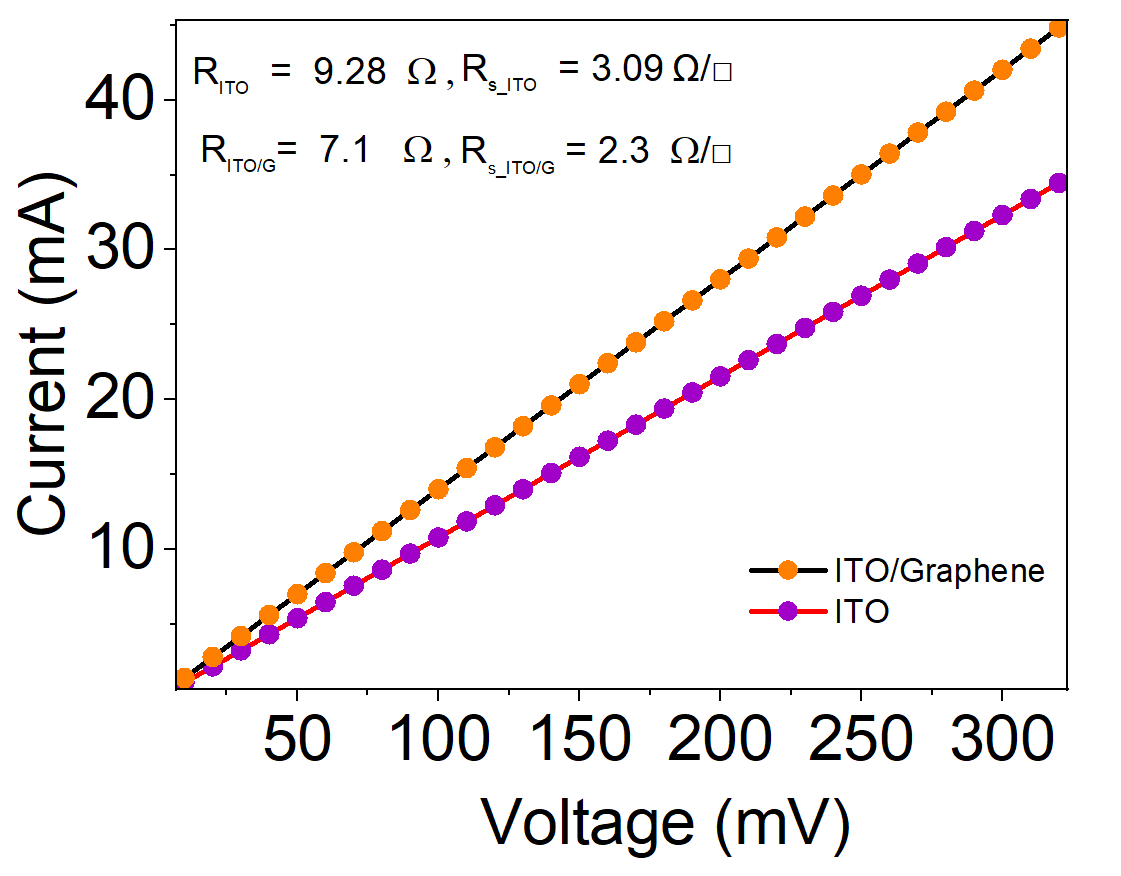 R_ITO = 9.28 Ω , R_s_ITO = 3.09 Ω/□
R_ITO/G = 7.1 Ω , R_s_ITO/G = 2.3 Ω/□
40
30
20
10
Current (mA)
ITO/Graphene
ITO
50 100 150 200 250 300
Voltage (mV)